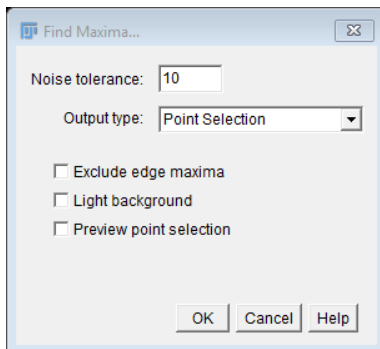 Find Maxima...
Noise tolerance: 10
Output type: Point Selection
Exclude edge maxima
Light background
Preview point selection
OK Cancel Help